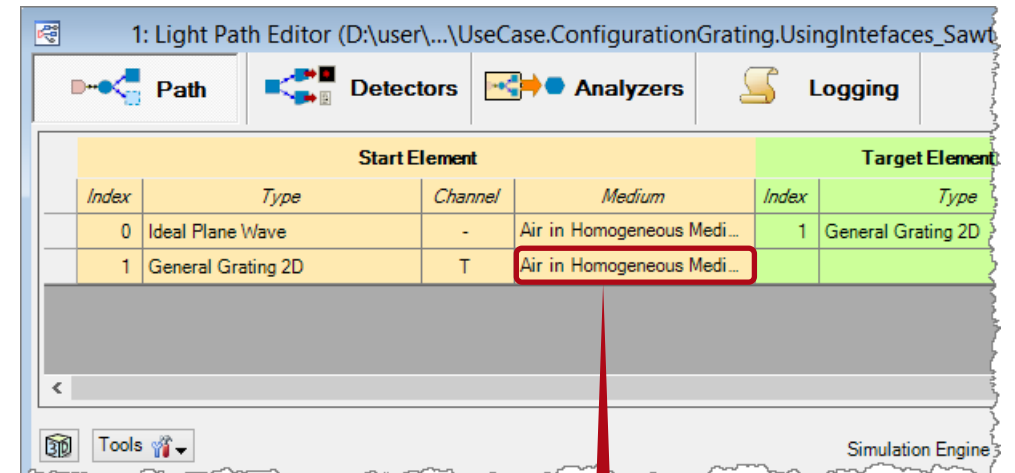 1: Light Path Editor (D:\user\...\UseCase.ConfigurationGrating.UsingIntefaces_Sawt
Path Detectors Analyzers Logging
Start Element Target Element
Index Type Channel Medium Index Type
0 Ideal Plane Wave - Air in Homogeneous Medi... 1 General Grating 2D
1 General Grating 2D T Air in Homogeneous Medi...
Tools Simulation Engine